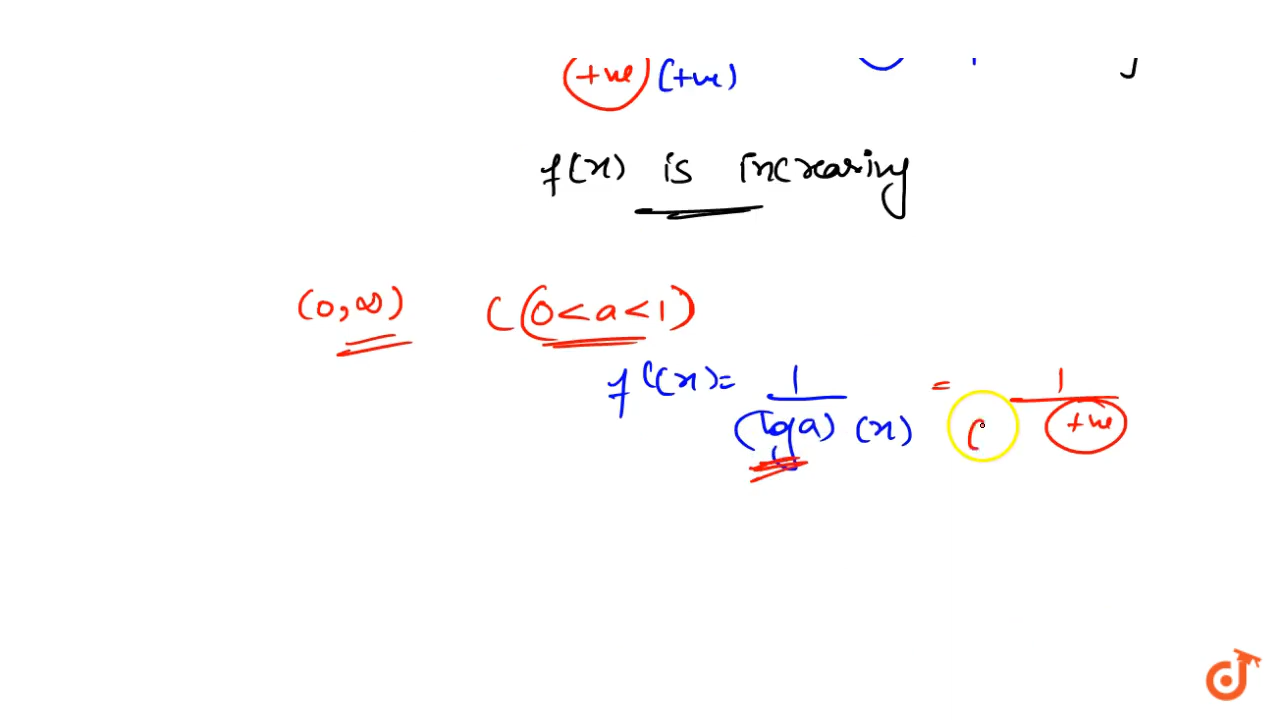 (+ve) (+ve)
f(x) is increasing
(0, ∞) ((0 < a < 1)
f'(x) = 1 / (log a) (x) = 1 / ( +ve